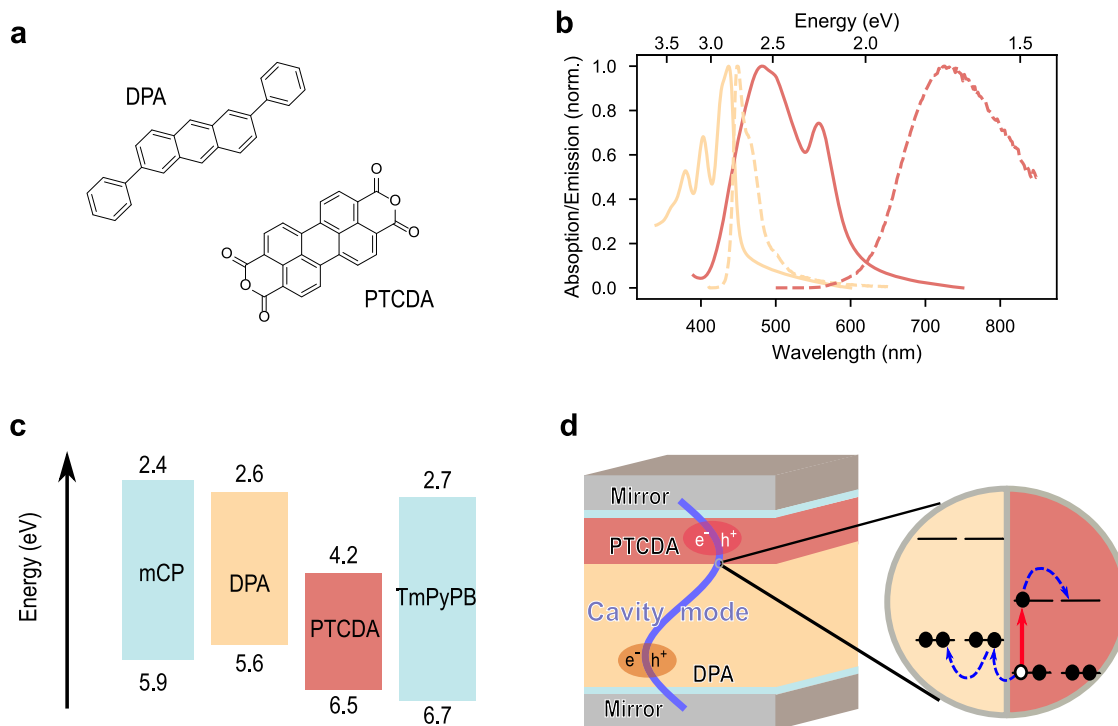 a
DPA
O
O
O
O
O
O
PTCDA
b
Energy (eV)
3.5 3.0 2.5 2.0 1.5
Absoption/Emission (norm.)
1.0
0.8
0.6
0.4
0.2
0.0
400 500 600 700 800
Wavelength (nm)
c
Energy (eV)
2.4
mCP
5.9
2.6
DPA
5.6
4.2
PTCDA
6.5
2.7
TmPyPB
6.7
d
Mirror
PTCDA
e- h+
Cavity mode
e- h+
DPA
Mirror